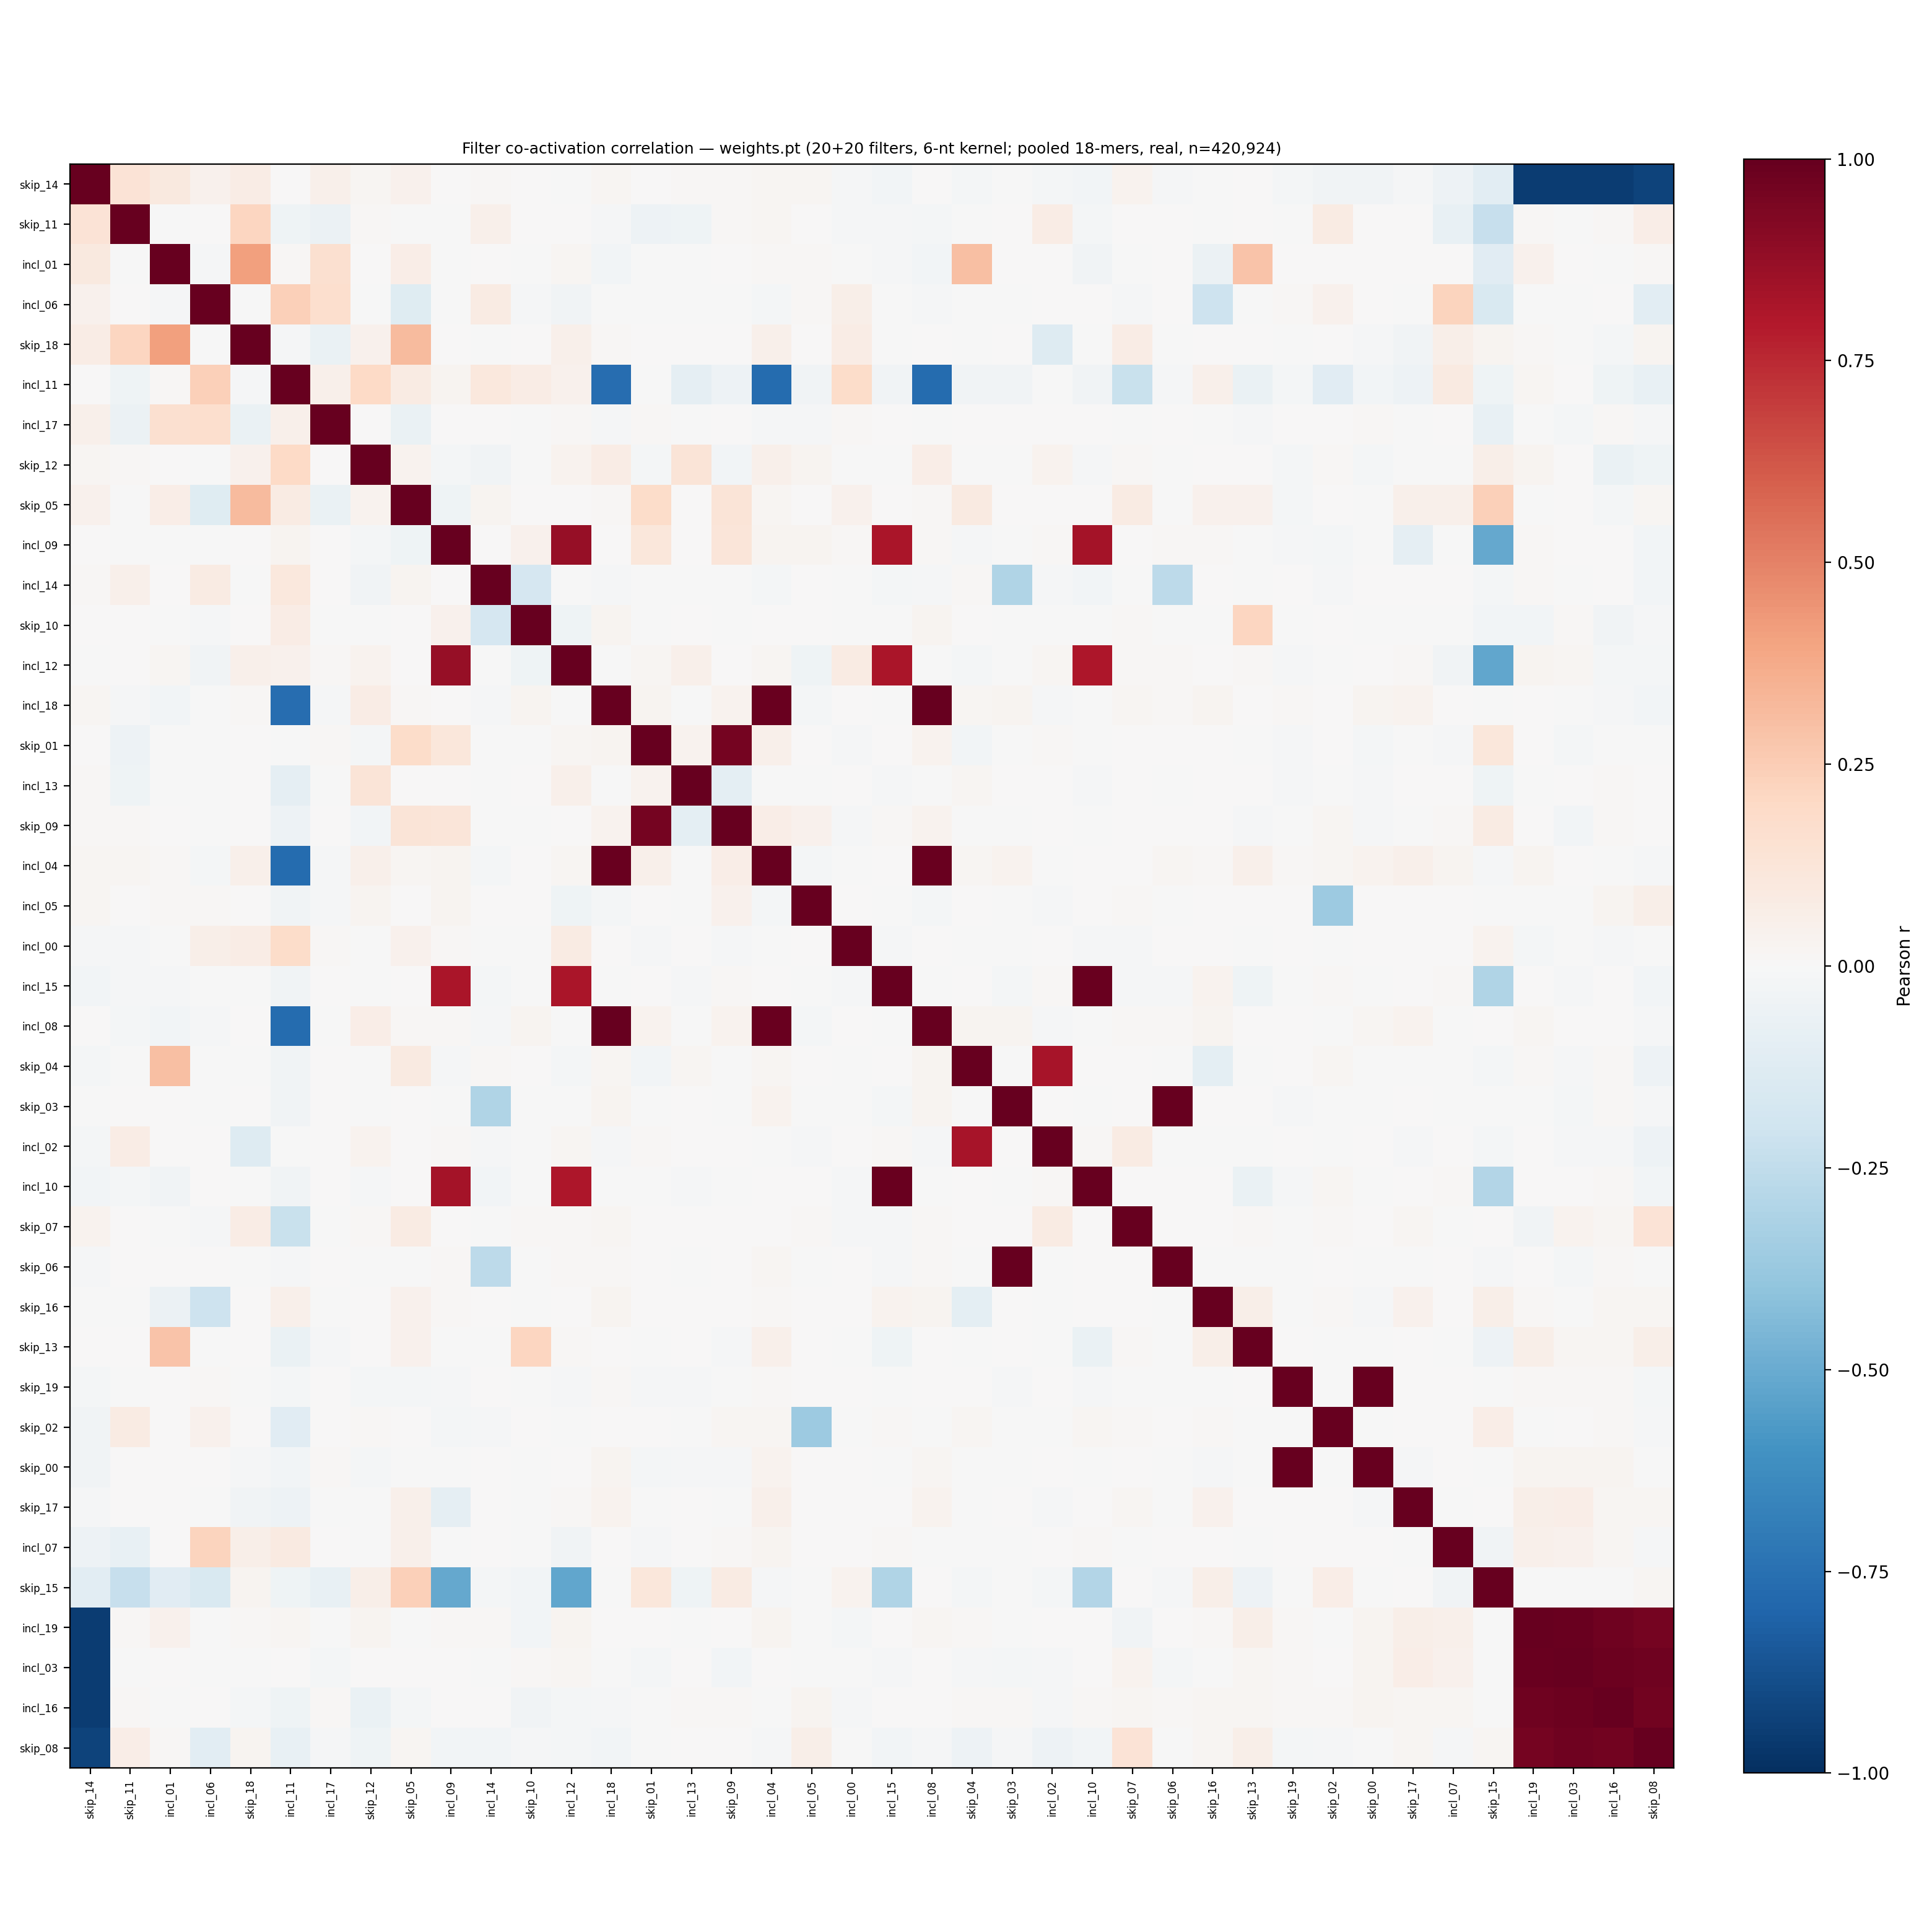 Filter co-activation correlation — weights.pt (20+20 filters, 6-nt kernel; pooled 18-mers, real, n=420,924)
skip_14
skip_11
incl_01
incl_06
skip_18
incl_11
incl_17
skip_12
skip_05
incl_09
incl_14
skip_10
incl_12
incl_18
skip_01
incl_13
skip_09
incl_04
incl_05
incl_00
incl_15
incl_08
skip_04
skip_03
incl_02
incl_10
skip_07
skip_06
skip_16
skip_13
skip_19
skip_02
skip_00
skip_17
incl_07
skip_15
incl_19
incl_03
incl_16
skip_08
skip_14
skip_11
incl_01
incl_06
skip_18
incl_11
incl_17
skip_12
skip_05
incl_09
incl_14
skip_10
incl_12
incl_18
skip_01
incl_13
skip_09
incl_04
incl_05
incl_00
incl_15
incl_08
skip_04
skip_03
incl_02
incl_10
skip_07
skip_06
skip_16
skip_13
skip_19
skip_02
skip_00
skip_17
incl_07
skip_15
incl_19
incl_03
incl_16
skip_08
1.00
0.75
0.50
0.25
0.00
−0.25
−0.50
−0.75
−1.00
Pearson r